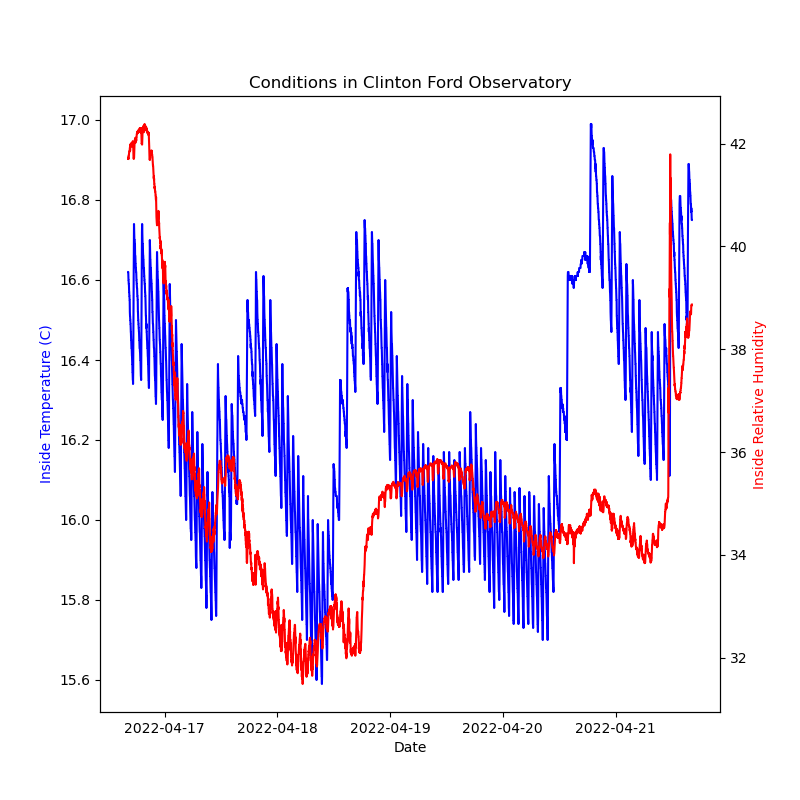 Conditions in Clinton Ford Observatory
17.0
16.8
16.6
16.4
16.2
16.0
15.8
15.6
Inside Temperature (C)
42
40
38
36
34
32
Inside Relative Humidity
2022-04-17 2022-04-18 2022-04-19 2022-04-20 2022-04-21
Date